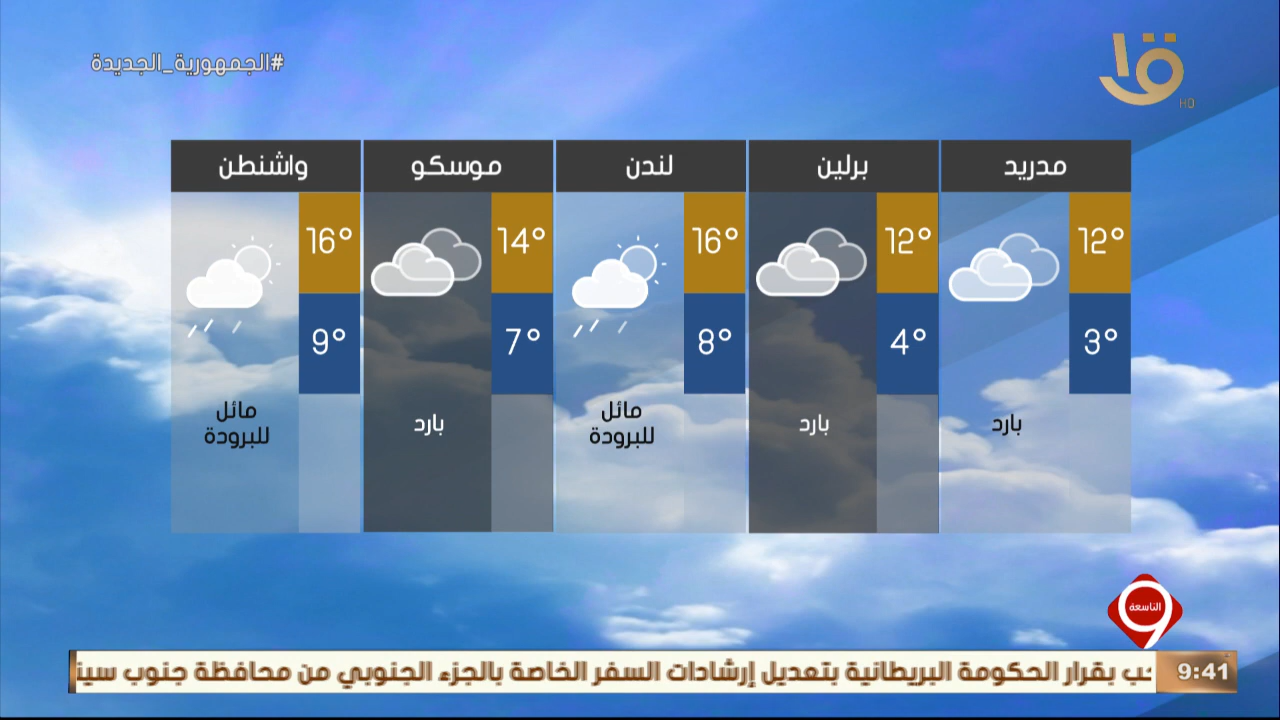 #الجمهورية_الجديدة
HD
مدريد
12°
3°
بارد
برلين
12°
4°
بارد
لندن
16°
8°
مائل
للبرودة
موسكو
14°
7°
بارد
واشنطن
16°
9°
مائل
للبرودة
التاسعة
9
9:41
بقرار الحكومة البريطانية بتعديل إرشادات السفر الخاصة بالجزء الجنوبي من محافظة جنوب